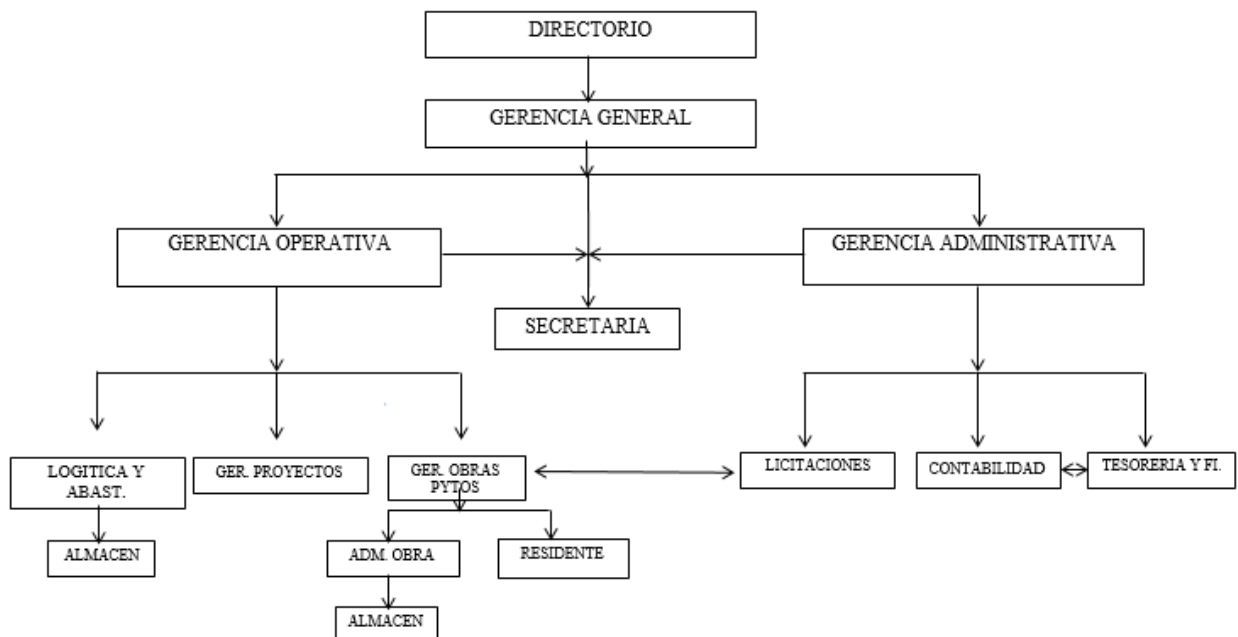 DIRECTORIO
GERENCIA GENERAL
GERENCIA OPERATIVA
GERENCIA ADMINISTRATIVA
SECRETARIA
LOGITICA Y
ABAST.
GER. PROYECTOS
GER. OBRAS
PYTOS
LICITACIONES
CONTABILIDAD
TESORERIA Y FI.
ALMACEN
ADM. OBRA
RESIDENTE
ALMACEN